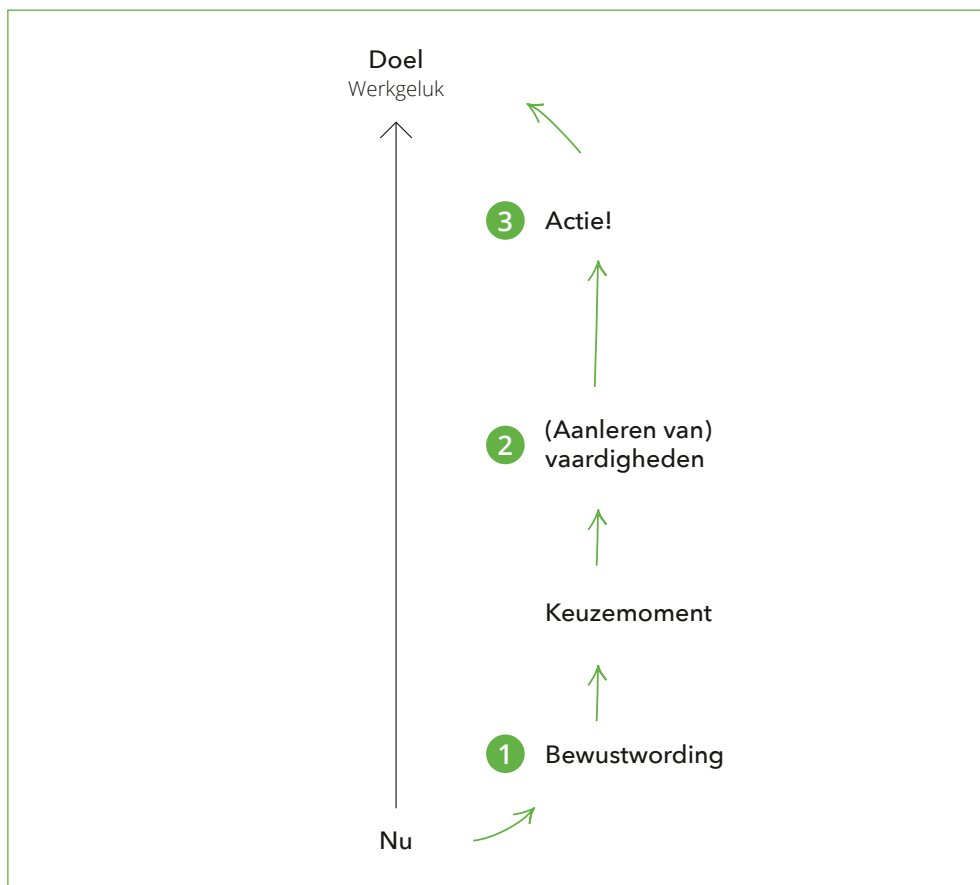 Doel
Werkgeluk
3 Actie!
2 (Aanleren van)
vaardigheden
Keuzemoment
1 Bewustwording
Nu